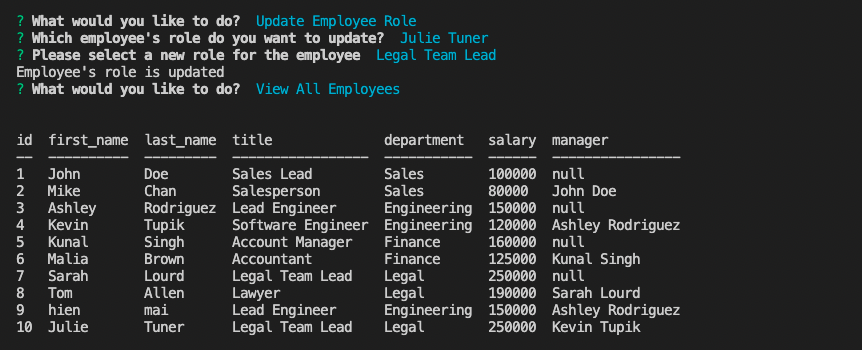 ? What would you like to do?  Update Employee Role
? Which employee's role do you want to update?  Julie Tuner
? Please select a new role for the employee  Legal Team Lead
Employee's role is updated
? What would you like to do?  View All Employees
id  first_name  last_name  title              department   salary  manager
--  ----------  ---------  -----------------  -----------  ------  ----------------
1   John        Doe        Sales Lead         Sales        100000  null
2   Mike        Chan       Salesperson        Sales        80000   John Doe
3   Ashley      Rodriguez  Lead Engineer      Engineering  150000  null
4   Kevin       Tupik      Software Engineer  Engineering  120000  Ashley Rodriguez
5   Kunal       Singh      Account Manager    Finance      160000  null
6   Malia       Brown      Accountant         Finance      125000  Kunal Singh
7   Sarah       Lourd      Legal Team Lead    Legal        250000  null
8   Tom         Allen      Lawyer             Legal        190000  Sarah Lourd
9   hien        mai        Lead Engineer      Engineering  150000  Ashley Rodriguez
10  Julie       Tuner      Legal Team Lead    Legal        250000  Kevin Tupik